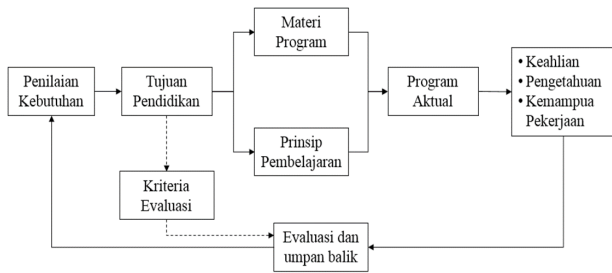 Materi
Program
Penilaian
Kebutuhan
Tujuan
Pendidikan
Program
Aktual
• Keahlian
• Pengetahuan
• Kemampua
Pekerjaan
Prinsip
Pembelajaran
Kriteria
Evaluasi
Evaluasi dan
umpan balik